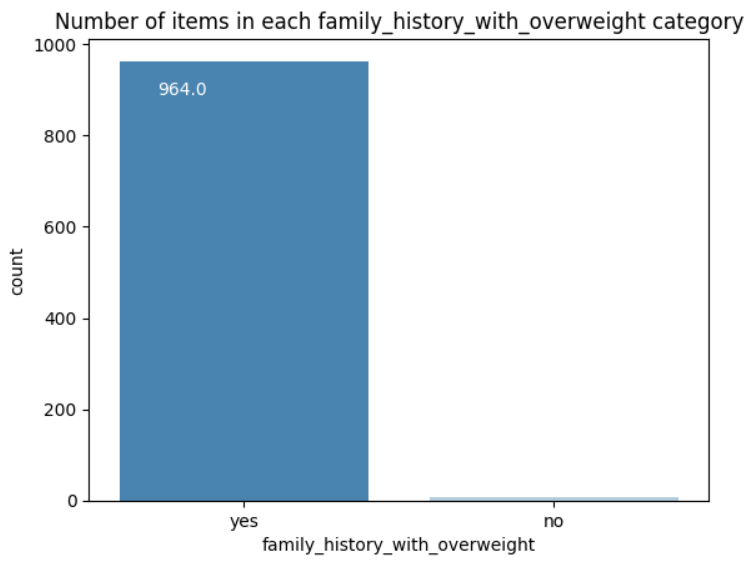 Number of items in each family_history_with_overweight category
1000
964.0
800
600
count
400
200
0
yes no
family_history_with_overweight